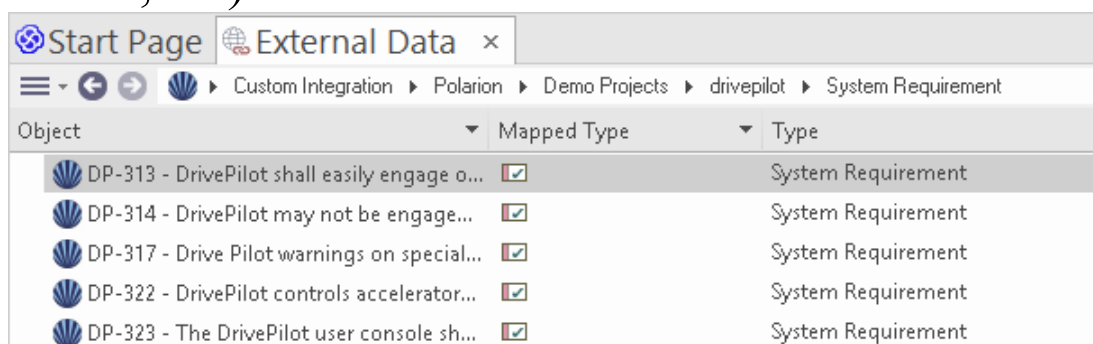 Start Page External Data ×
Custom Integration Polarion Demo Projects drivepilot System Requirement
Object Mapped Type Type
DP-313 - DrivePilot shall easily engage o... System Requirement
DP-314 - DrivePilot may not be engage... System Requirement
DP-317 - Drive Pilot warnings on special... System Requirement
DP-322 - DrivePilot controls accelerator... System Requirement
DP-323 - The DrivePilot user console sh... System Requirement